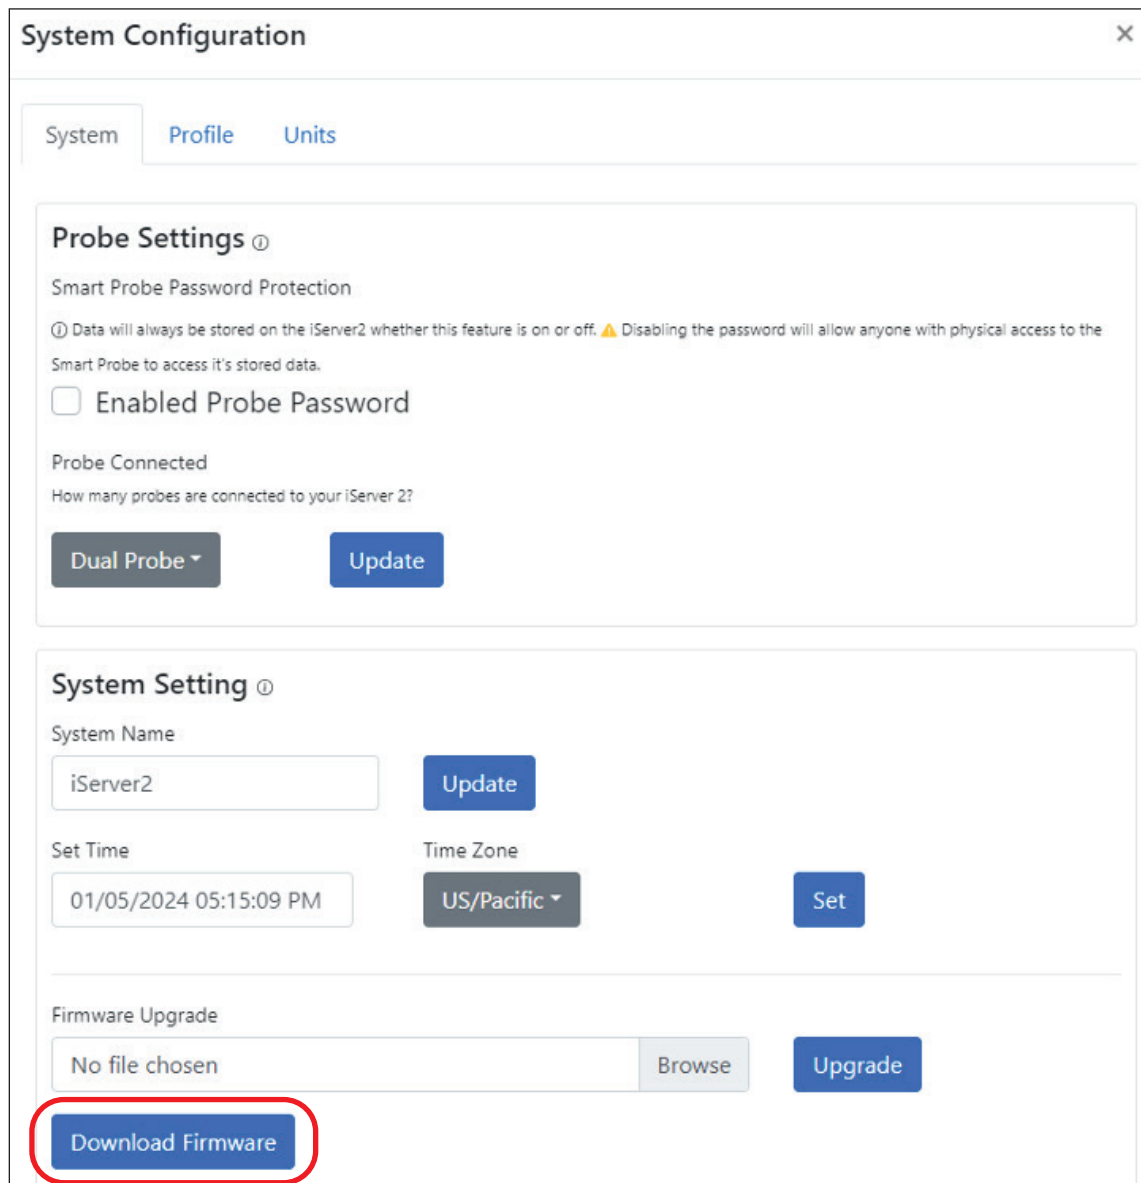 System Configuration ×
System Profile Units
Probe Settings
Smart Probe Password Protection
Data will always be stored on the iServer2 whether this feature is on or off. Disabling the password will allow anyone with physical access to the
Smart Probe to access it's stored data.
Enabled Probe Password
Probe Connected
How many probes are connected to your iServer 2?
Dual Probe Update
System Setting
System Name
iServer2 Update
Set Time Time Zone
01/05/2024 05:15:09 PM US/Pacific Set
Firmware Upgrade
No file chosen Browse Upgrade
Download Firmware